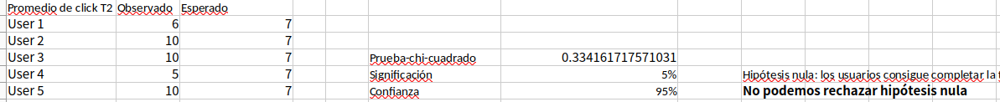 Promedio de click T2 Observado Esperado
User 1 6 7
User 2 10 7
User 3 10 7 Prueba-chi-cuadrado 0.334161717571031
User 4 5 7 Significación 5% Hipótesis nula: los usuarios consigue completar la
User 5 10 7 Confianza 95% No podemos rechazar hipótesis nula